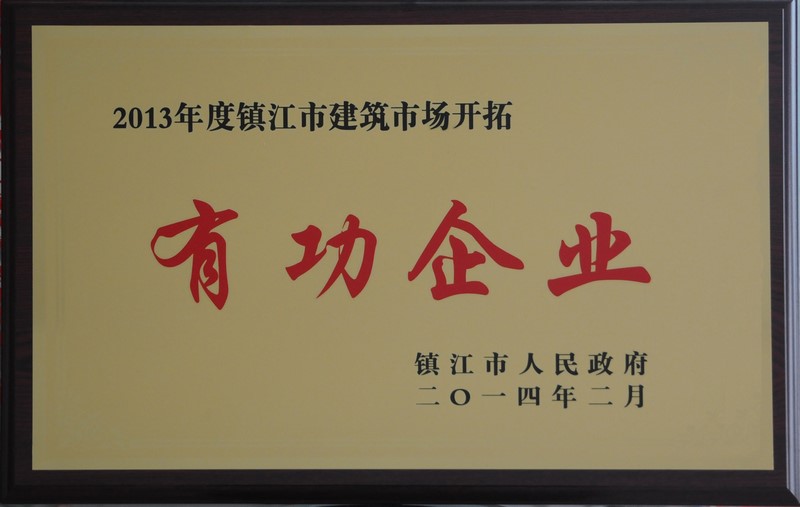 2013年度镇江市建筑市场开拓
有功企业
镇江市人民政府
二〇一四年二月